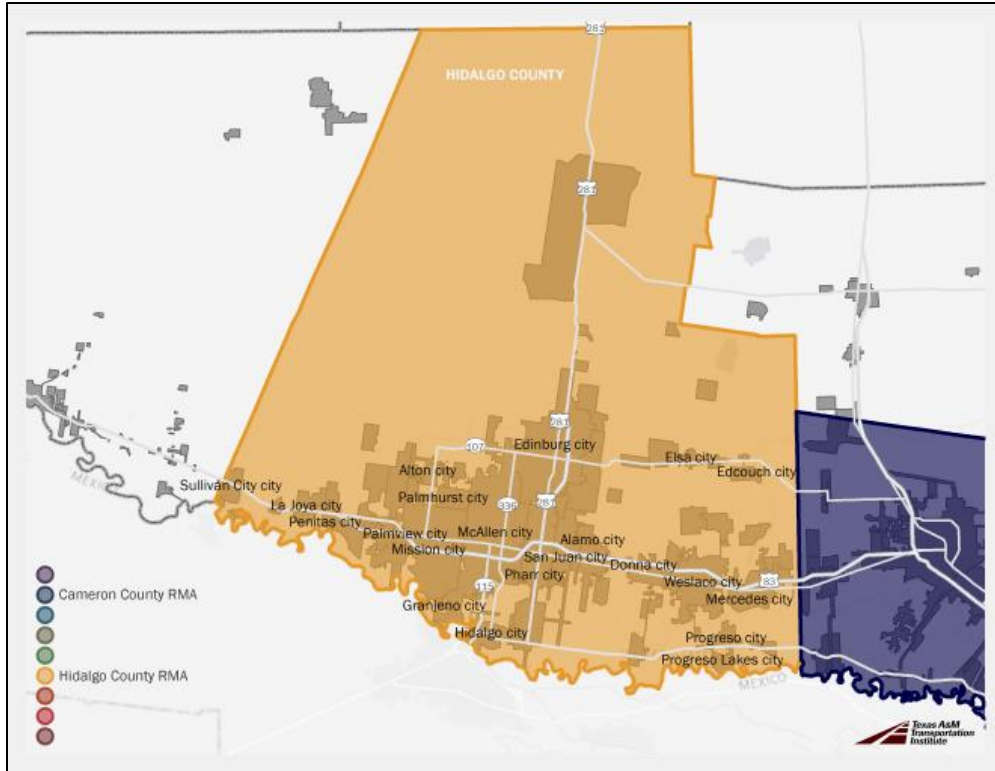 281
HIDALGO COUNTY
281
281
107
Edinburg city
Elsa city
Edcouch city
Alton city
Sullivan City city
Palmhurst city
336
281
La Joya city
Penitas city
Palmview city
McAllen city
Alamo city
Mission city
San Juan city
Donna city
Pharr city
Weslaco city
83
115
Mercedes city
Granjeno city
Hidalgo city
Progreso city
Progreso Lakes city
MEXICO
MEXICO
Cameron County RMA
Hidalgo County RMA
Texas A&M
Transportation
Institute